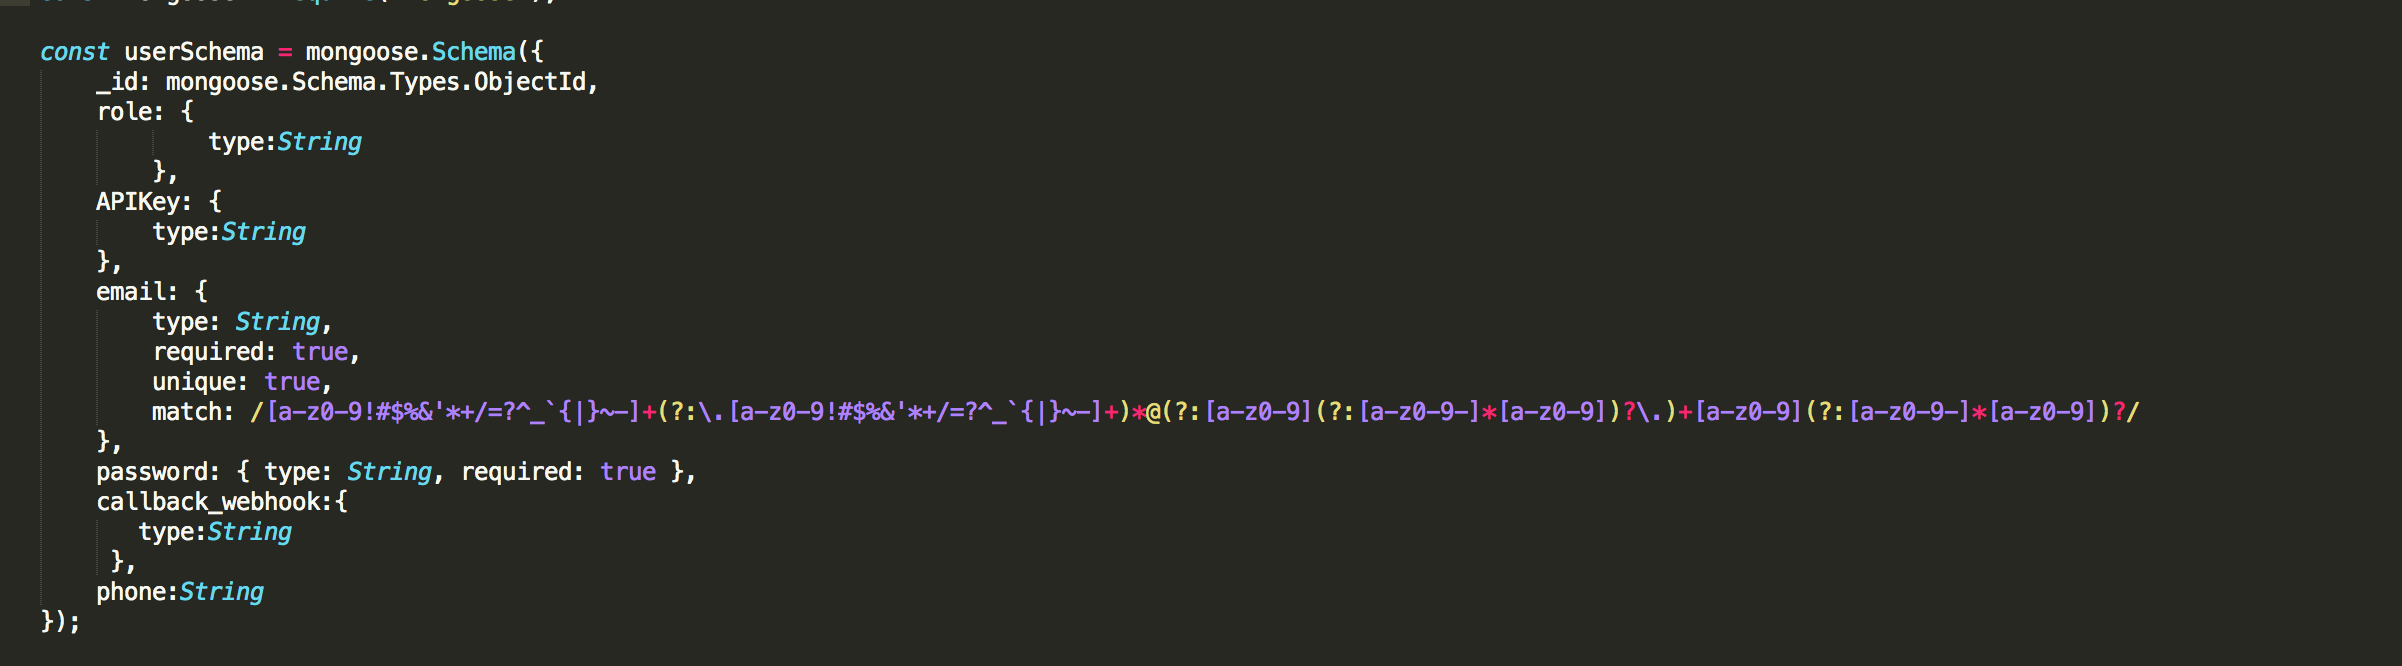 const userSchema = mongoose.Schema({
    _id: mongoose.Schema.Types.ObjectId,
    role: {
            type:String
        },
    APIKey: {
        type:String
    },
    email: {
        type: String,
        required: true,
        unique: true,
        match: /[a-z0-9!#$%&'*+/=?^_`{|}~-]+(?:\.[a-z0-9!#$%&'*+/=?^_`{|}~-]+)*@(?:[a-z0-9](?:[a-z0-9-]*[a-z0-9])?\.)+[a-z0-9](?:[a-z0-9-]*[a-z0-9])?/
    },
    password: { type: String, required: true },
    callback_webhook:{
       type:String
     },
    phone:String
});